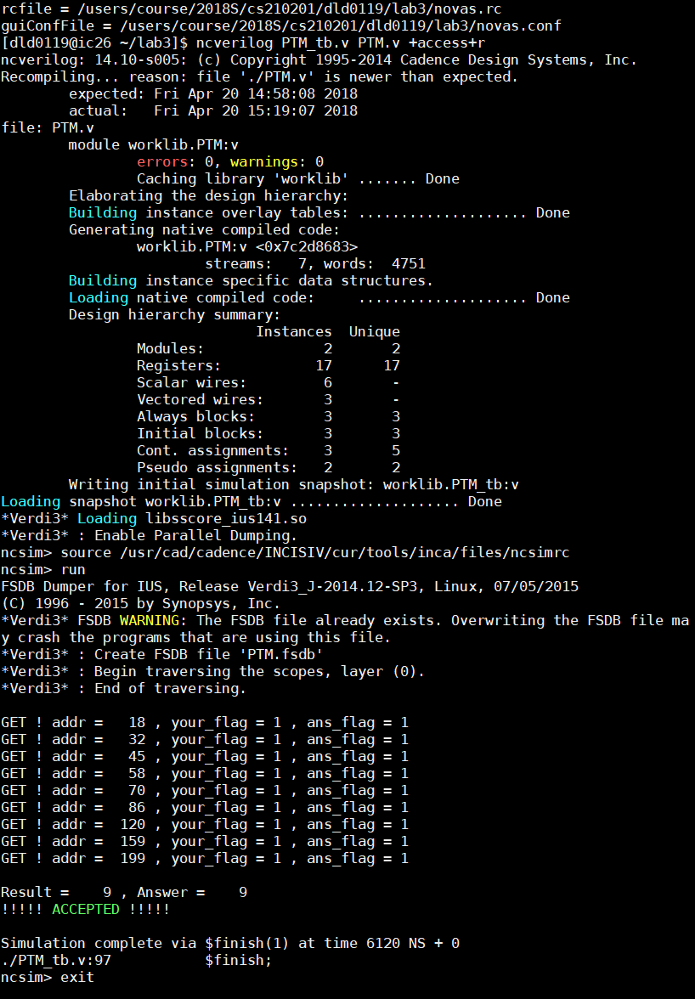 rcfile = /users/course/2018S/cs210201/dld0119/lab3/novas.rc
guiConfFile = /users/course/2018S/cs210201/dld0119/lab3/novas.conf
[dld0119@ic26 ~/lab3]$ ncverilog PTM_tb.v PTM.v +access+r
ncverilog: 14.10-s005: (c) Copyright 1995-2014 Cadence Design Systems, Inc.
Recompiling... reason: file './PTM.v' is newer than expected.
        expected: Fri Apr 20 14:58:08 2018
        actual:   Fri Apr 20 15:19:07 2018
file: PTM.v
        module worklib.PTM:v
                errors: 0, warnings: 0
                Caching library 'worklib' ....... Done
        Elaborating the design hierarchy:
        Building instance overlay tables: .................... Done
        Generating native compiled code:
                worklib.PTM:v <0x7c2d8683>
                        streams:   7, words:  4751
        Building instance specific data structures.
        Loading native compiled code:     .................... Done
        Design hierarchy summary:
                              Instances  Unique
                Modules:              2       2
                Registers:           17      17
                Scalar wires:         6       -
                Vectored wires:       3       -
                Always blocks:        3       3
                Initial blocks:       3       3
                Cont. assignments:    3       5
                Pseudo assignments:   2       2
        Writing initial simulation snapshot: worklib.PTM_tb:v
Loading snapshot worklib.PTM_tb:v .................... Done
*Verdi3* Loading libsscore_ius141.so
*Verdi3* : Enable Parallel Dumping.
ncsim> source /usr/cad/cadence/INCISIV/cur/tools/inca/files/ncsimrc
ncsim> run
FSDB Dumper for IUS, Release Verdi3_J-2014.12-SP3, Linux, 07/05/2015
(C) 1996 - 2015 by Synopsys, Inc.
*Verdi3* FSDB WARNING: The FSDB file already exists. Overwriting the FSDB file ma
y crash the programs that are using this file.
*Verdi3* : Create FSDB file 'PTM.fsdb'
*Verdi3* : Begin traversing the scopes, layer (0).
*Verdi3* : End of traversing.

GET ! addr =   18 , your_flag = 1 , ans_flag = 1
GET ! addr =   32 , your_flag = 1 , ans_flag = 1
GET ! addr =   45 , your_flag = 1 , ans_flag = 1
GET ! addr =   58 , your_flag = 1 , ans_flag = 1
GET ! addr =   70 , your_flag = 1 , ans_flag = 1
GET ! addr =   86 , your_flag = 1 , ans_flag = 1
GET ! addr =  120 , your_flag = 1 , ans_flag = 1
GET ! addr =  159 , your_flag = 1 , ans_flag = 1
GET ! addr =  199 , your_flag = 1 , ans_flag = 1

Result =    9 , Answer =    9
!!!!! ACCEPTED !!!!!

Simulation complete via $finish(1) at time 6120 NS + 0
./PTM_tb.v:97           $finish;
ncsim> exit